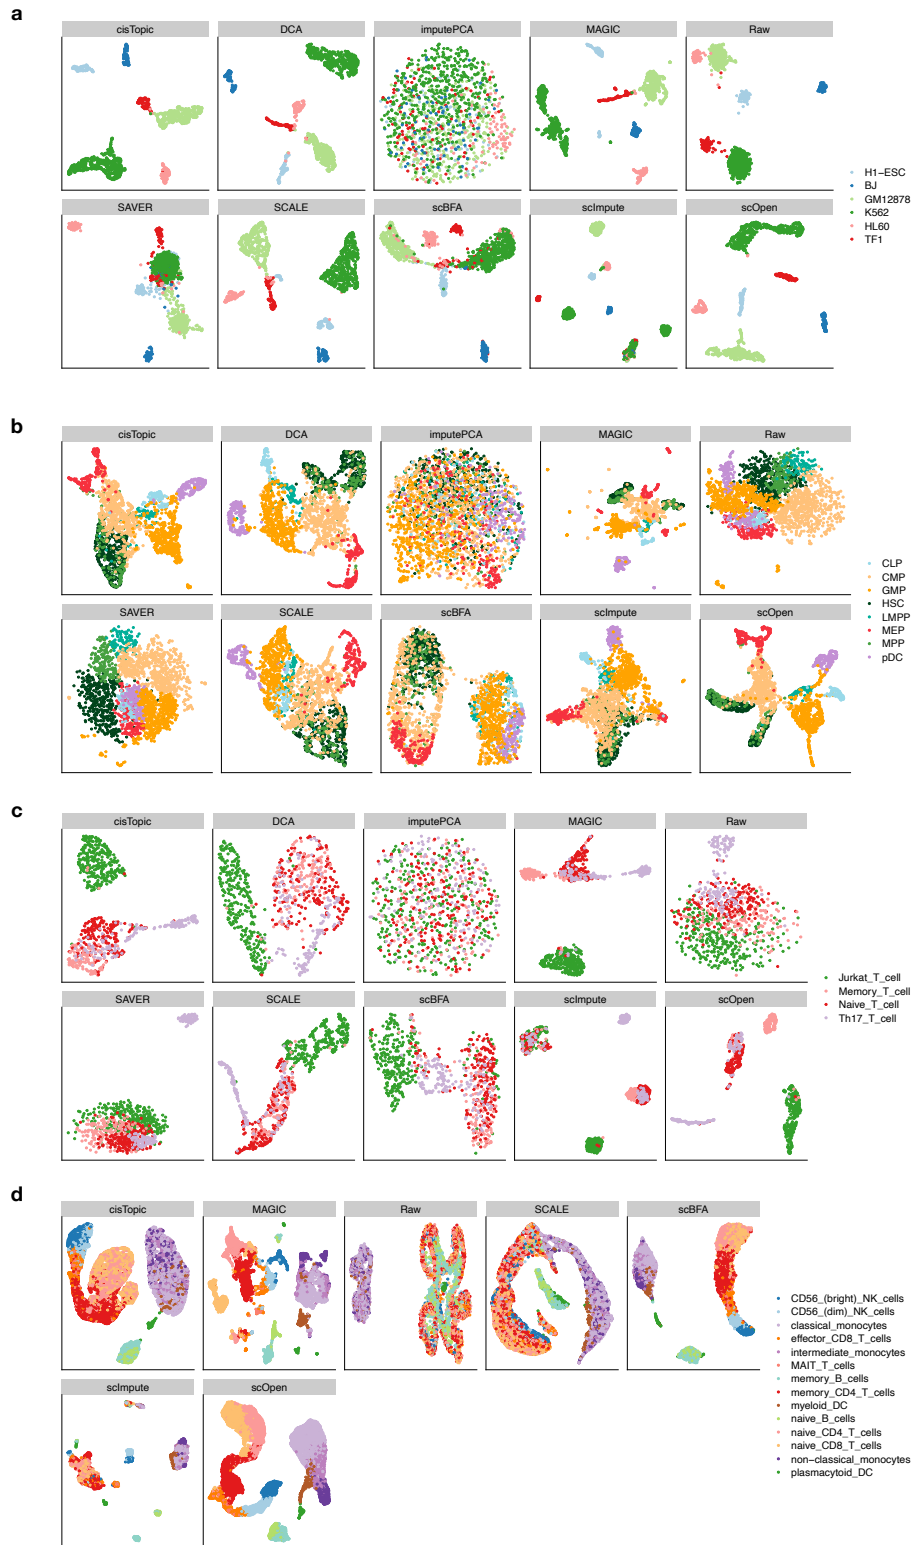 a
cisTopic DCA imputePCA MAGIC Raw
SAVER SCALE scBFA scImpute scOpen
H1−ESC
BJ
GM12878
K562
HL60
TF1
b
cisTopic DCA imputePCA MAGIC Raw
SAVER SCALE scBFA scImpute scOpen
CLP
CMP
GMP
HSC
LMPP
MEP
MPP
pDC
c
cisTopic DCA imputePCA MAGIC Raw
SAVER SCALE scBFA scImpute scOpen
Jurkat_T_cell
Memory_T_cell
Naive_T_cell
Th17_T_cell
d
cisTopic MAGIC Raw SCALE scBFA
scImpute scOpen
CD56_(bright)_NK_cells
CD56_(dim)_NK_cells
classical_monocytes
effector_CD8_T_cells
intermediate_monocytes
MAIT_T_cells
memory_B_cells
memory_CD4_T_cells
myeloid_DC
naive_B_cells
naive_CD4_T_cells
naive_CD8_T_cells
non−classical_monocytes
plasmacytoid_DC